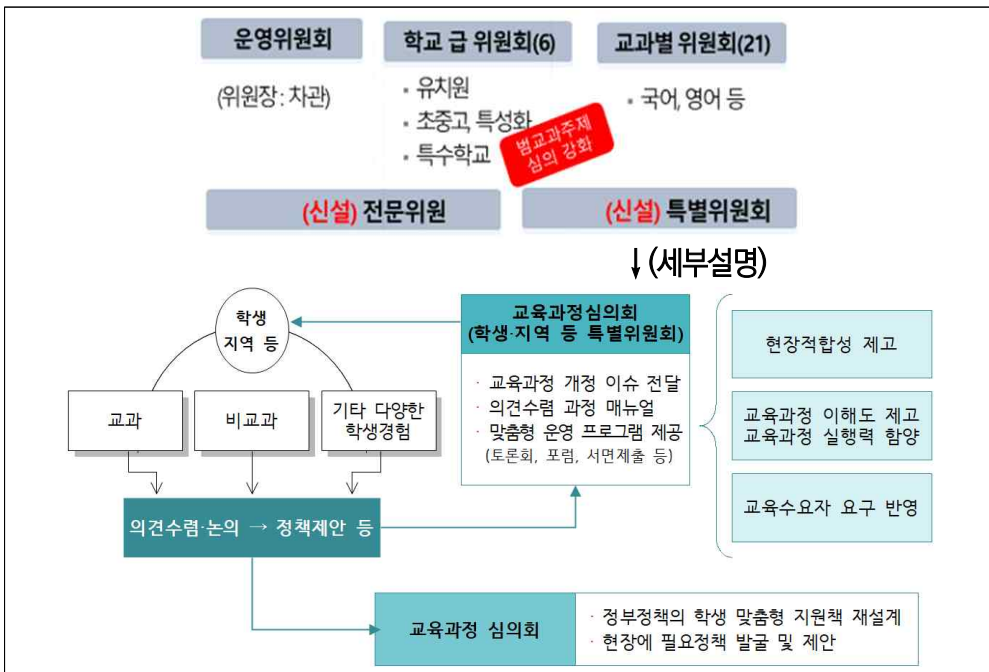 운영위원회
학교 급 위원회(6)
교과별 위원회(21)
(위원장 : 차관)
▪ 유치원
▪ 초중고, 특성화
▪ 특수학교
▪ 국어, 영어 등
범교과주제
심의 강화
(신설) 전문위원
(신설) 특별위원회
↓ (세부설명)
학생
지역 등
교과
비교과
기타 다양한
학생경험
의견수렴·논의 → 정책제안 등
교육과정심의회
(학생·지역 등 특별위원회)
· 교육과정 개정 이슈 전달
· 의견수렴 과정 매뉴얼
· 맞춤형 운영 프로그램 제공
(토론회, 포럼, 서면제출 등)
현장적합성 제고
교육과정 이해도 제고
교육과정 실행력 함양
교육수요자 요구 반영
교육과정 심의회
· 정부정책의 학생 맞춤형 지원책 재설계
· 현장에 필요정책 발굴 및 제안